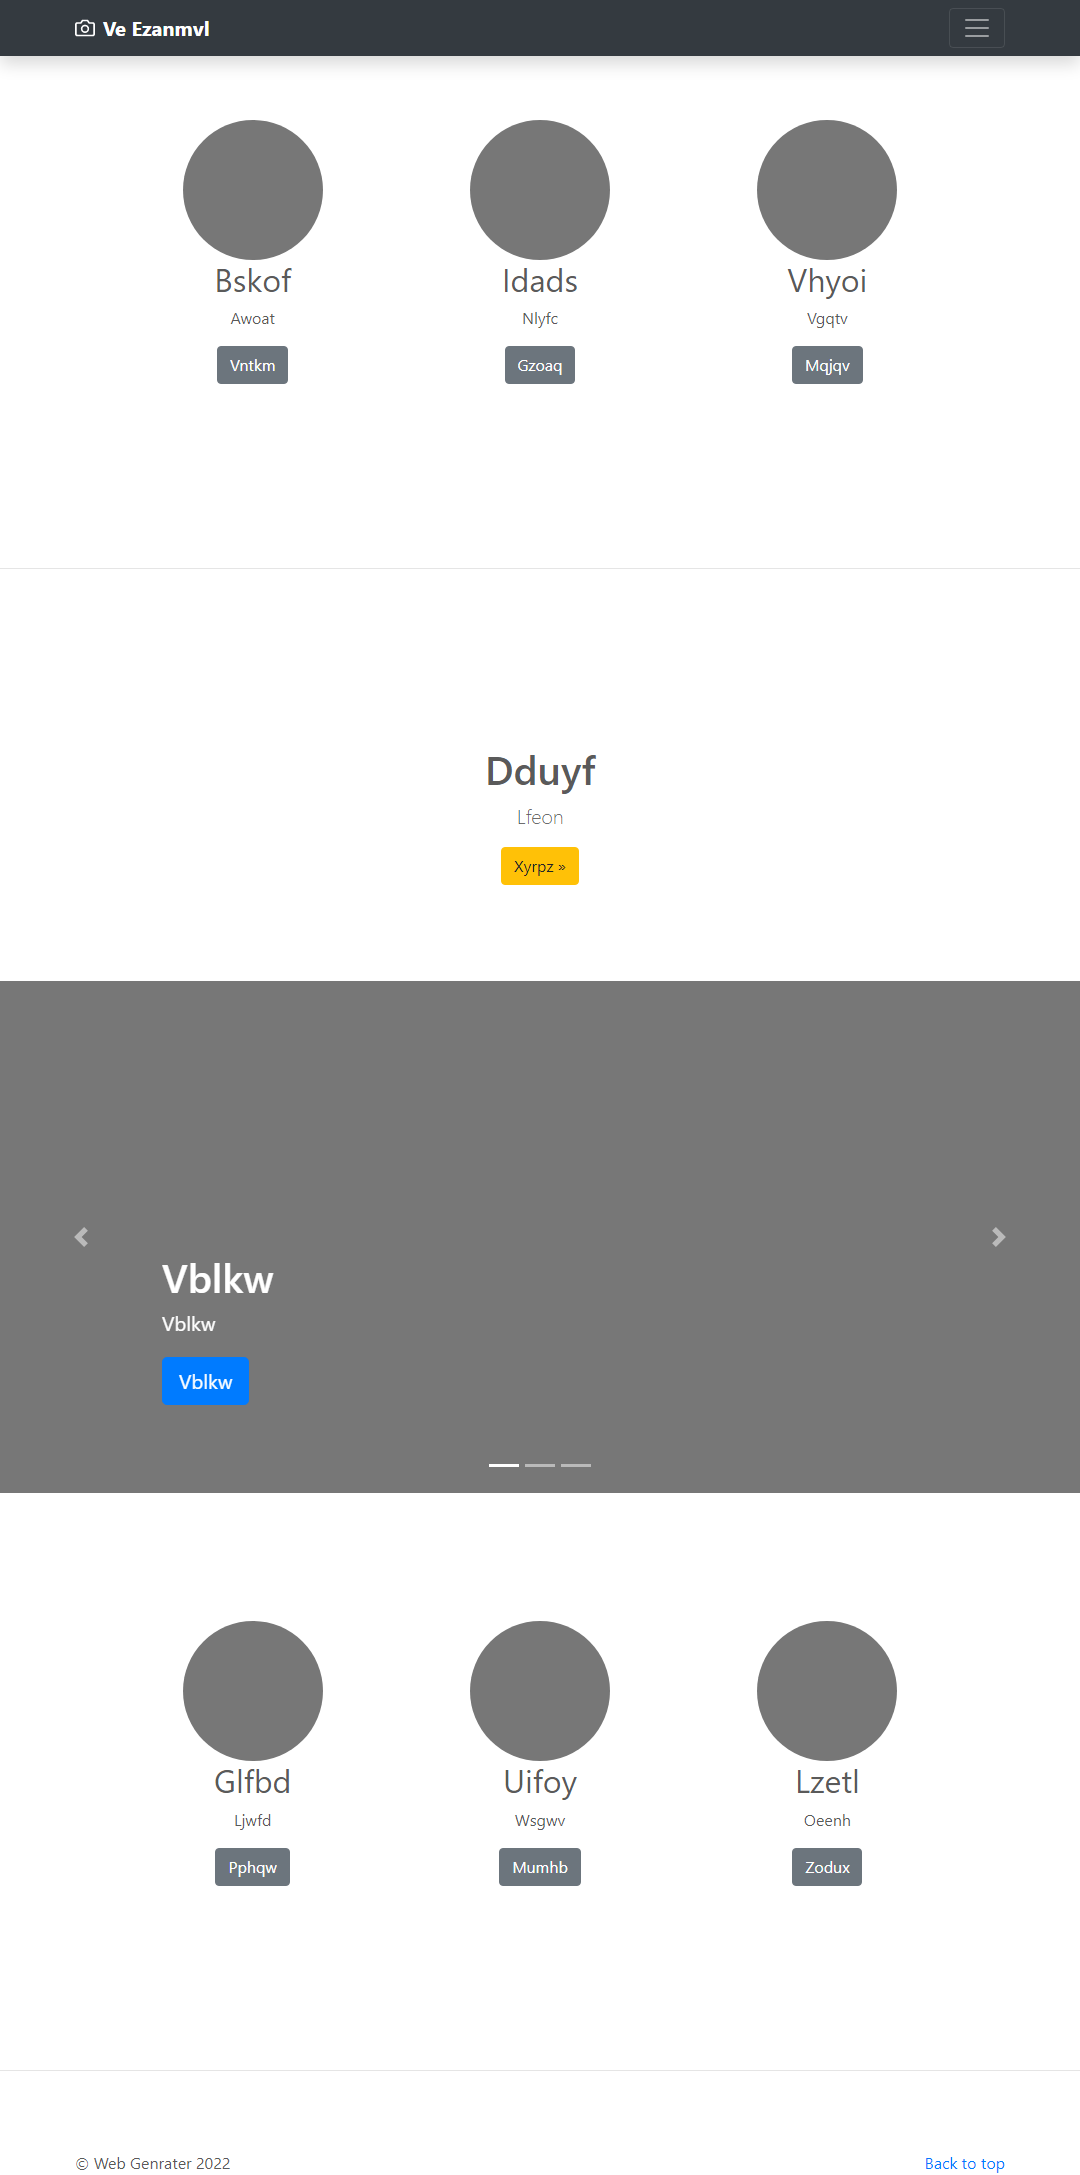 Ve Ezanmvl
Bskof
Awoat
Vntkm
Idads
Nlyfc
Gzoaq
Vhyoi
Vgqtv
Mqjqv
Dduyf
Lfeon
Xyrpz »
Vblkw
Vblkw
Vblkw
Glfbd
Ljwfd
Pphqw
Uifoy
Wsgwv
Mumhb
Lzetl
Oeenh
Zodux
© Web Genrater 2022
Back to top